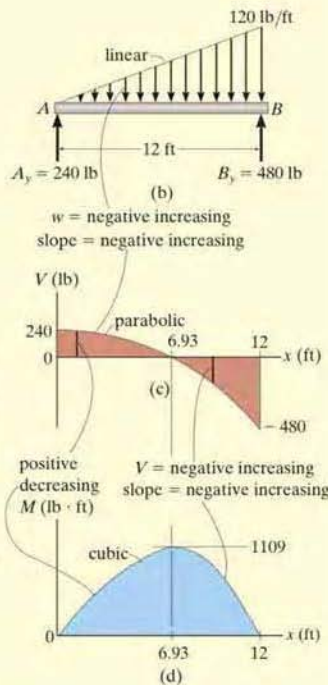 120 lb/ft
linear
A
B
12 ft
A_y = 240 lb
B_y = 480 lb
(b)
w = negative increasing
slope = negative increasing
V (lb)
parabolic
240
6.93
12
0
x (ft)
(c)
− 480
positive
decreasing
M (lb · ft)
V = negative increasing
slope = negative increasing
cubic
1109
0
x (ft)
6.93
12
(d)